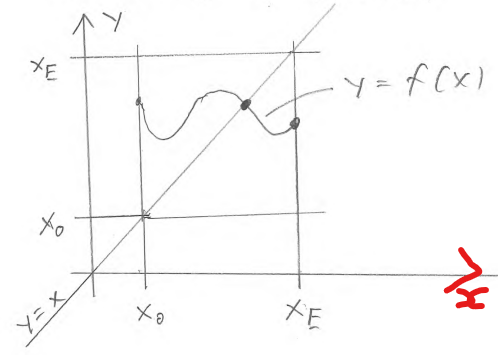 y
x_E
y = f(x)
x_0
y = x
x_0
x_E
x